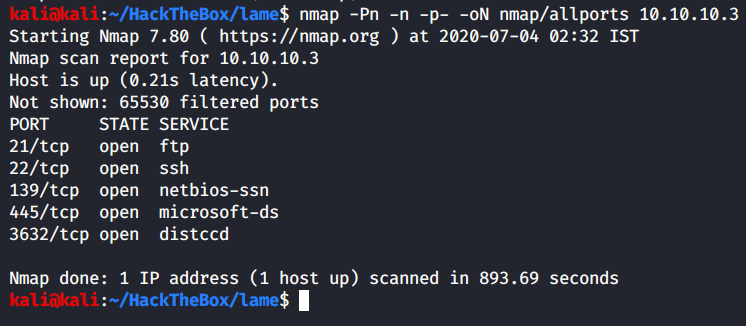 kali@kali:~/HackTheBox/lame$ nmap -Pn -n -p- -oN nmap/allports 10.10.10.3
Starting Nmap 7.80 ( https://nmap.org ) at 2020-07-04 02:32 IST
Nmap scan report for 10.10.10.3
Host is up (0.21s latency).
Not shown: 65530 filtered ports
PORT     STATE SERVICE
21/tcp   open  ftp
22/tcp   open  ssh
139/tcp  open  netbios-ssn
445/tcp  open  microsoft-ds
3632/tcp open  distccd

Nmap done: 1 IP address (1 host up) scanned in 893.69 seconds
kali@kali:~/HackTheBox/lame$